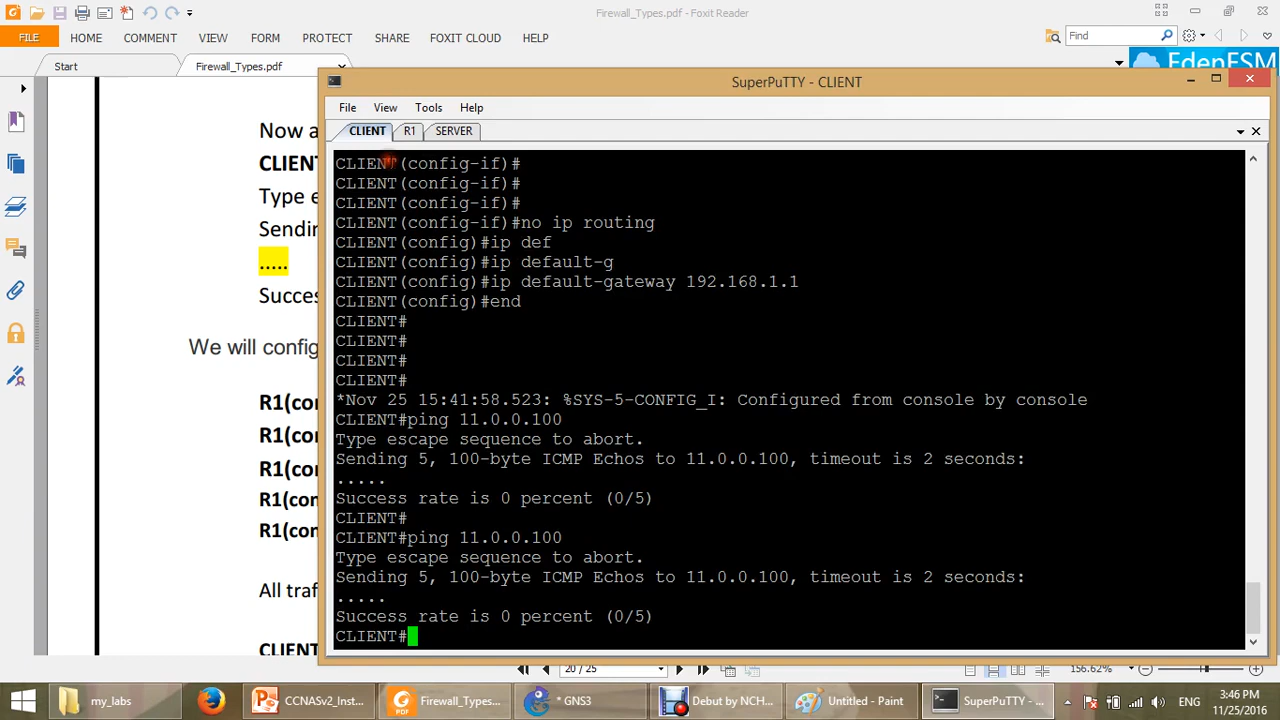 Firewall_Types.pdf - Foxit Reader
FILE HOME COMMENT VIEW FORM PROTECT SHARE FOXIT CLOUD HELP Find
Start Firewall_Types.pdf EdenFSM
SuperPuTTY - CLIENT
File View Tools Help
CLIENT R1 SERVER
Now a
CLIENT
Type e
Sendin
.....
Succes
We will config
R1(con
R1(con
R1(con
R1(con
R1(con
All traf
CLIENT
CLIENT(config-if)#
CLIENT(config-if)#
CLIENT(config-if)#
CLIENT(config-if)#no ip routing
CLIENT(config)#ip def
CLIENT(config)#ip default-g
CLIENT(config)#ip default-gateway 192.168.1.1
CLIENT(config)#end
CLIENT#
CLIENT#
CLIENT#
CLIENT#
*Nov 25 15:41:58.523: %SYS-5-CONFIG_I: Configured from console by console
CLIENT#ping 11.0.0.100
Type escape sequence to abort.
Sending 5, 100-byte ICMP Echos to 11.0.0.100, timeout is 2 seconds:
.....
Success rate is 0 percent (0/5)
CLIENT#
CLIENT#ping 11.0.0.100
Type escape sequence to abort.
Sending 5, 100-byte ICMP Echos to 11.0.0.100, timeout is 2 seconds:
.....
Success rate is 0 percent (0/5)
CLIENT#
20 / 25 156.62%
my_labs CCNASv2_Inst... Firewall_Types.... * GNS3 Debut by NCH... Untitled - Paint SuperPuTTY - ... ENG 3:46 PM
11/25/2016